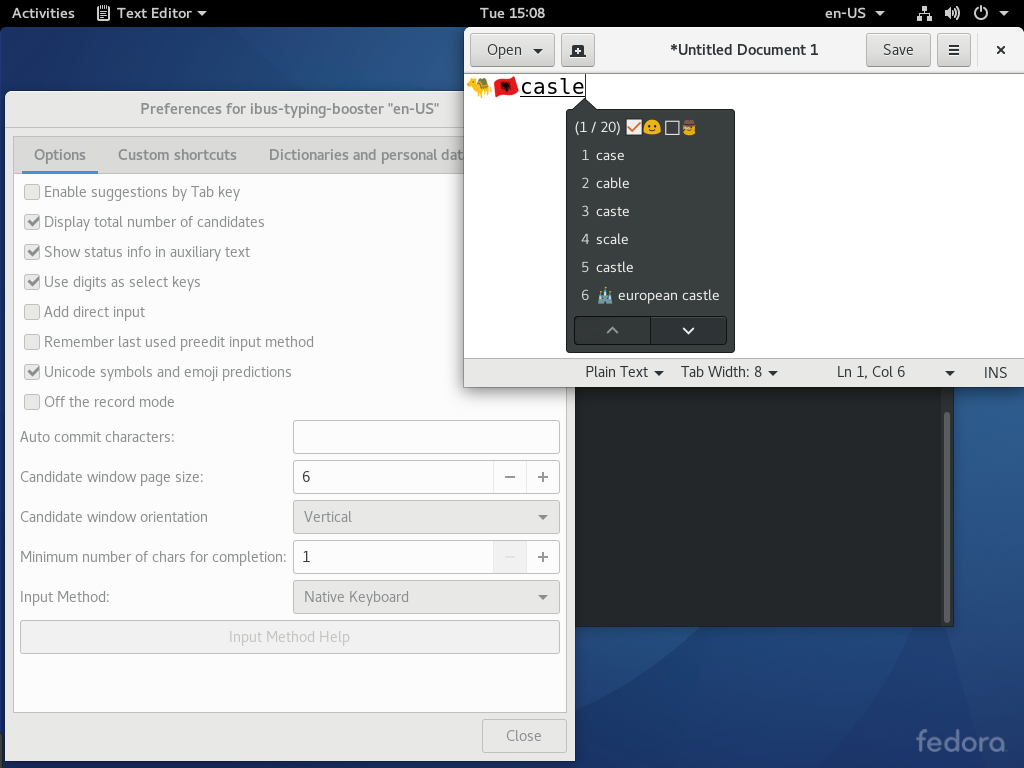 Activities Text Editor Tue 15:08 en-US
Open *Untitled Document 1 Save
🐫🇦🇱casle
(1 / 20)
1 case
2 cable
3 caste
4 scale
5 castle
6 🏰 european castle
Plain Text Tab Width: 8 Ln 1, Col 6 INS
Preferences for ibus-typing-booster "en-US"
Options Custom shortcuts Dictionaries and personal dat
Enable suggestions by Tab key
Display total number of candidates
Show status info in auxiliary text
Use digits as select keys
Add direct input
Remember last used preedit input method
Unicode symbols and emoji predictions
Off the record mode
Auto commit characters:
Candidate window page size: 6
Candidate window orientation Vertical
Minimum number of chars for completion: 1
Input Method: Native Keyboard
Input Method Help
Close
fedora